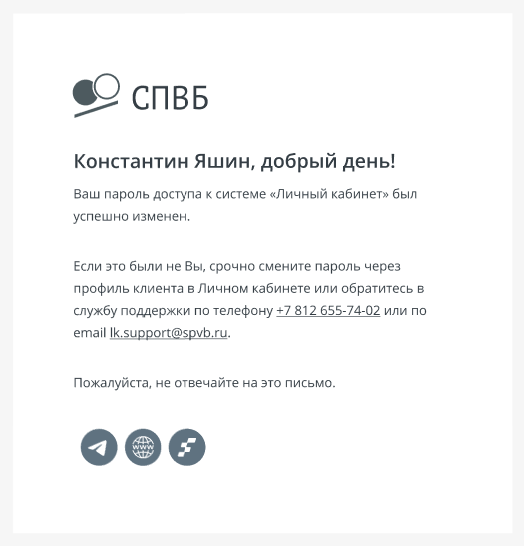 СПВБ
Константин Яшин, добрый день!
Ваш пароль доступа к системе «Личный кабинет» был
успешно изменен.
Если это были не Вы, срочно смените пароль через
профиль клиента в Личном кабинете или обратитесь в
службу поддержки по телефону +7 812 655-74-02 или по
email lk.support@spvb.ru.
Пожалуйста, не отвечайте на это письмо.
www